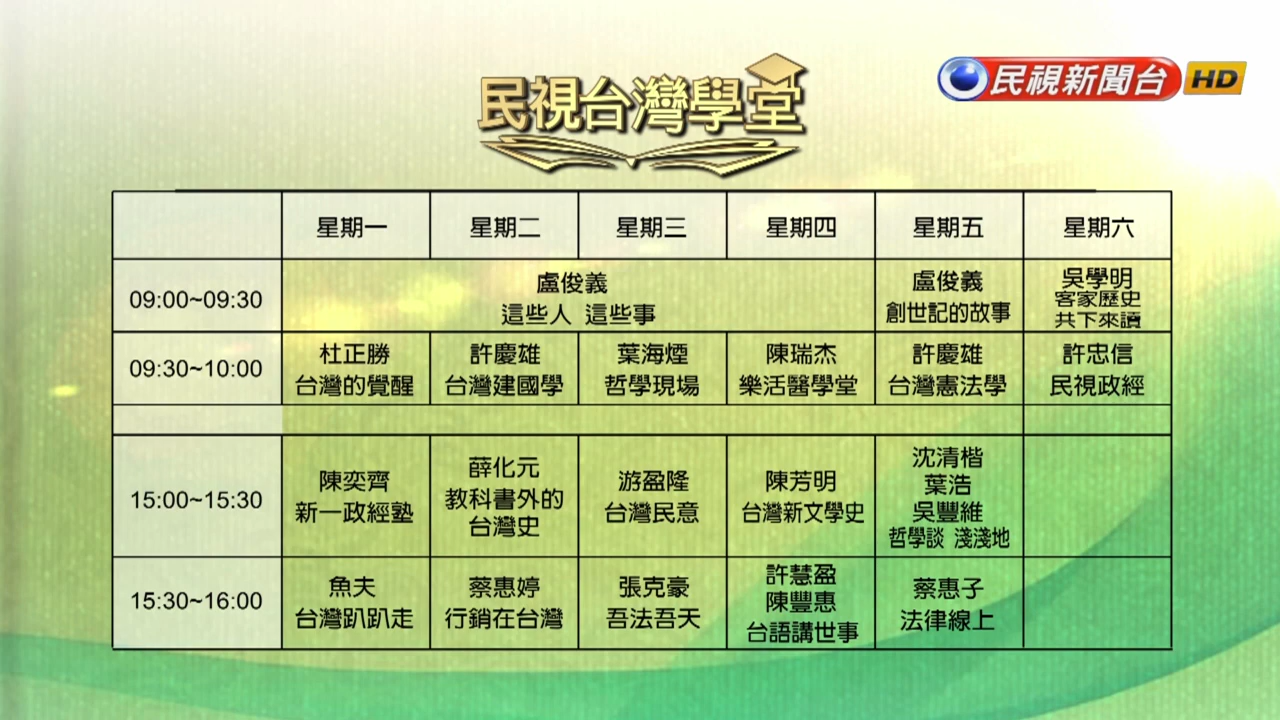 民視台灣學堂
民視新聞台 HD
星期一 星期二 星期三 星期四 星期五 星期六
09:00~09:30
盧俊義
這些人 這些事
盧俊義
創世記的故事
吳學明
客家歷史
共下來讀
09:30~10:00
杜正勝
台灣的覺醒
許慶雄
台灣建國學
葉海煙
哲學現場
陳瑞杰
樂活醫學堂
許慶雄
台灣憲法學
許忠信
民視政經
15:00~15:30
陳奕齊
新一政經塾
薛化元
教科書外的
台灣史
游盈隆
台灣民意
陳芳明
台灣新文學史
沈清楷
葉浩
吳豐維
哲學談 淺淺地
15:30~16:00
魚夫
台灣趴趴走
蔡惠婷
行銷在台灣
張克豪
吾法吾天
許慧盈
陳豐惠
台語講世事
蔡惠子
法律線上